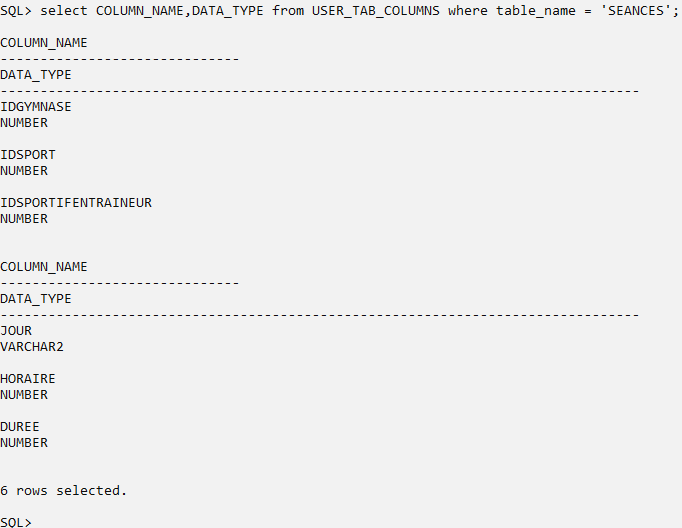 SQL> select COLUMN_NAME,DATA_TYPE from USER_TAB_COLUMNS where table_name = 'SEANCES';
COLUMN_NAME
------------------------------
DATA_TYPE
--------------------------------------------------------------------------------
IDGYMNASE
NUMBER
IDSPORT
NUMBER
IDSPORTIFENTRAINEUR
NUMBER
COLUMN_NAME
------------------------------
DATA_TYPE
--------------------------------------------------------------------------------
JOUR
VARCHAR2
HORAIRE
NUMBER
DUREE
NUMBER
6 rows selected.
SQL>